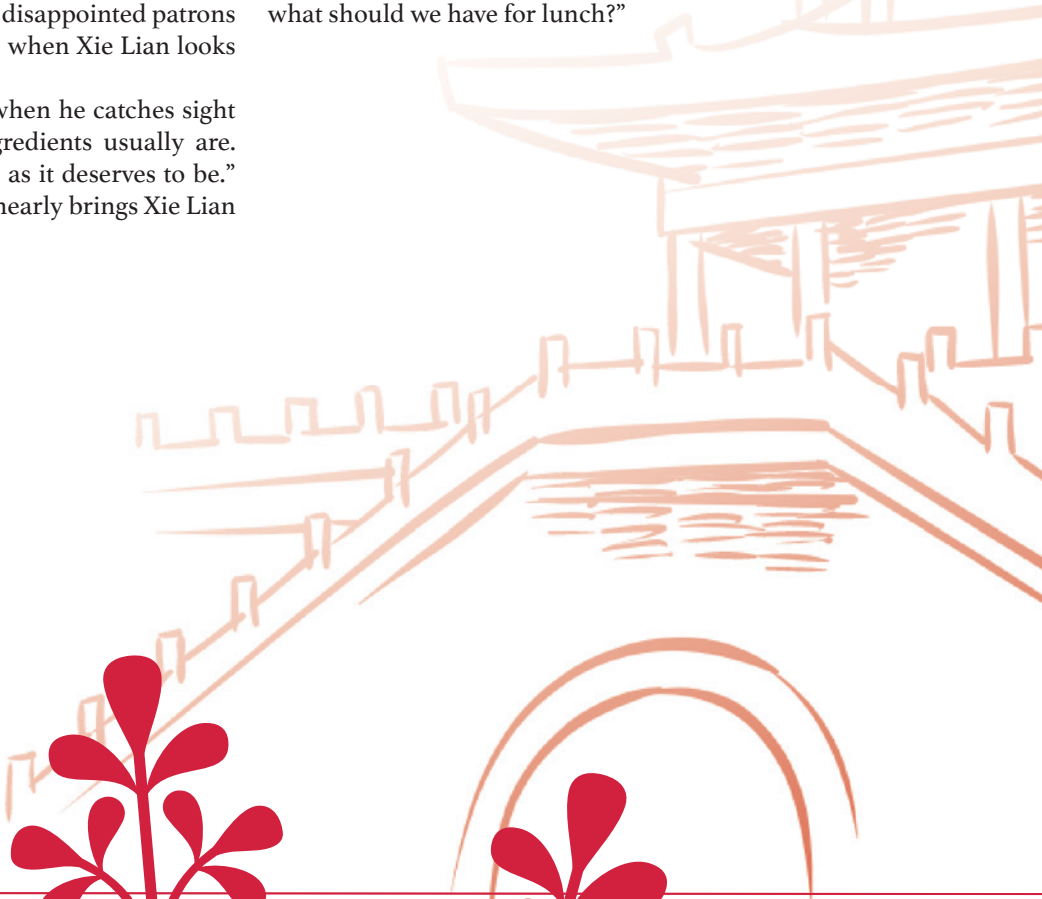 disappointed patrons
when Xie Lian looks
when he catches sight
gredients usually are.
as it deserves to be.”
nearly brings Xie Lian
what should we have for lunch?”